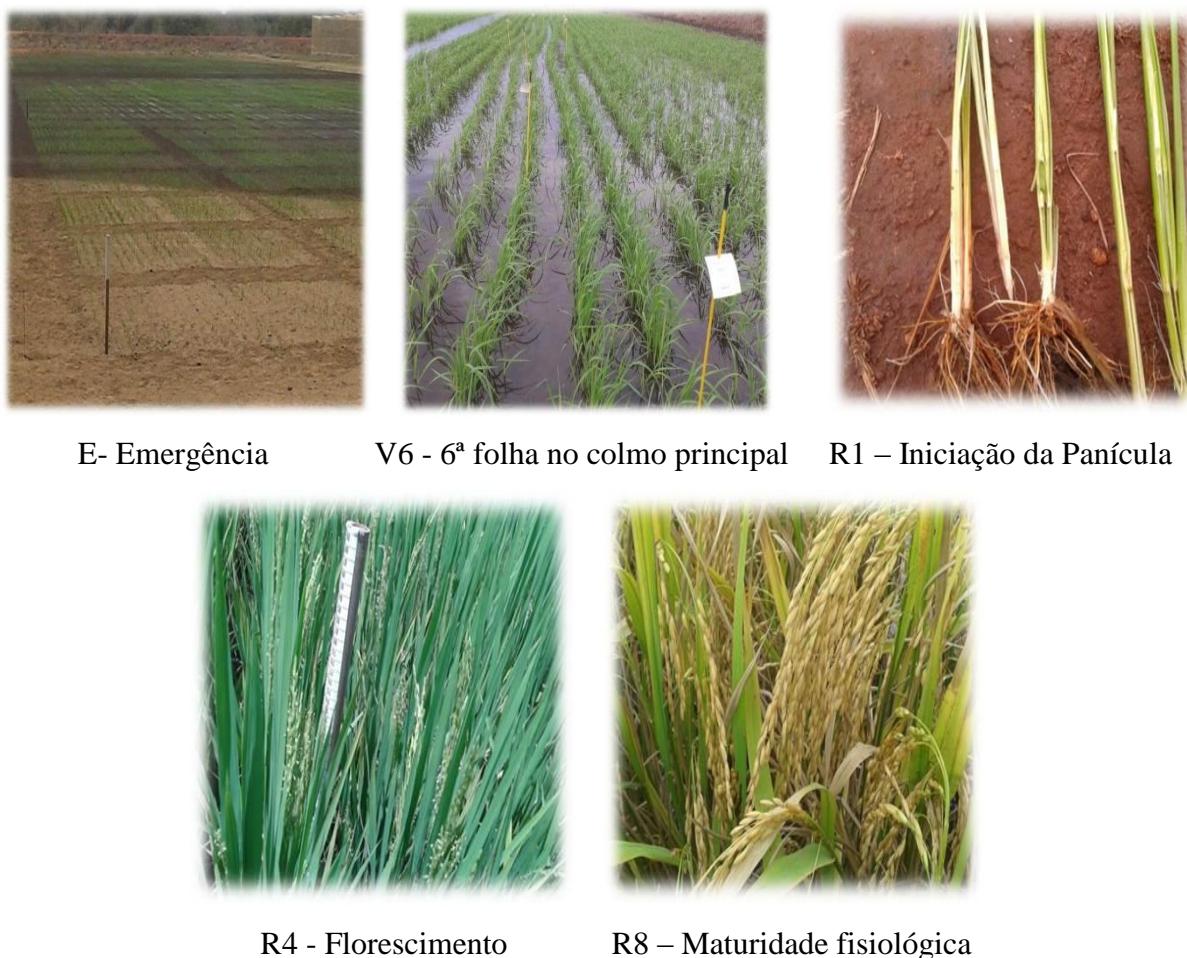 E- Emergência
V6 - 6ª folha no colmo principal
R1 – Iniciação da Panícula
R4 - Florescimento
R8 – Maturidade fisiológica